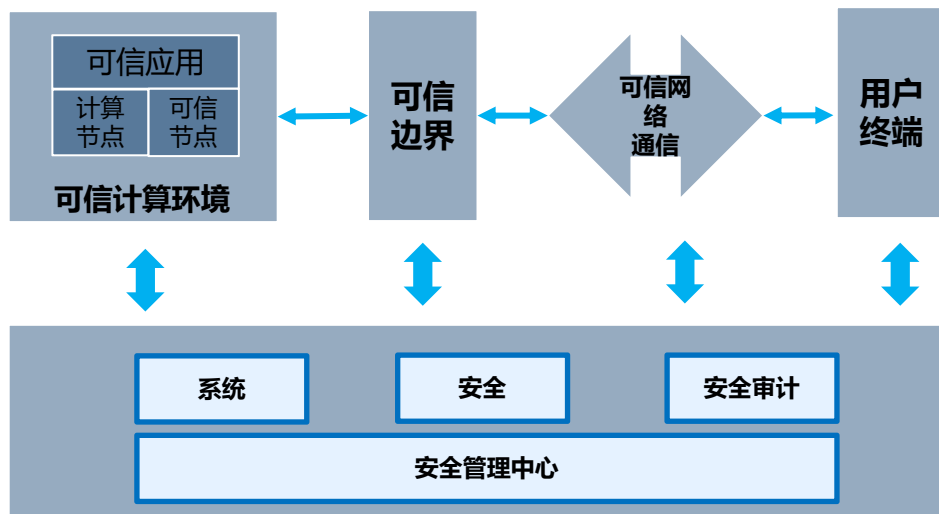 可信应用
计算
节点
可信
节点
可信计算环境
可信
边界
可信网
络
通信
用户
终端
系统
安全
安全审计
安全管理中心